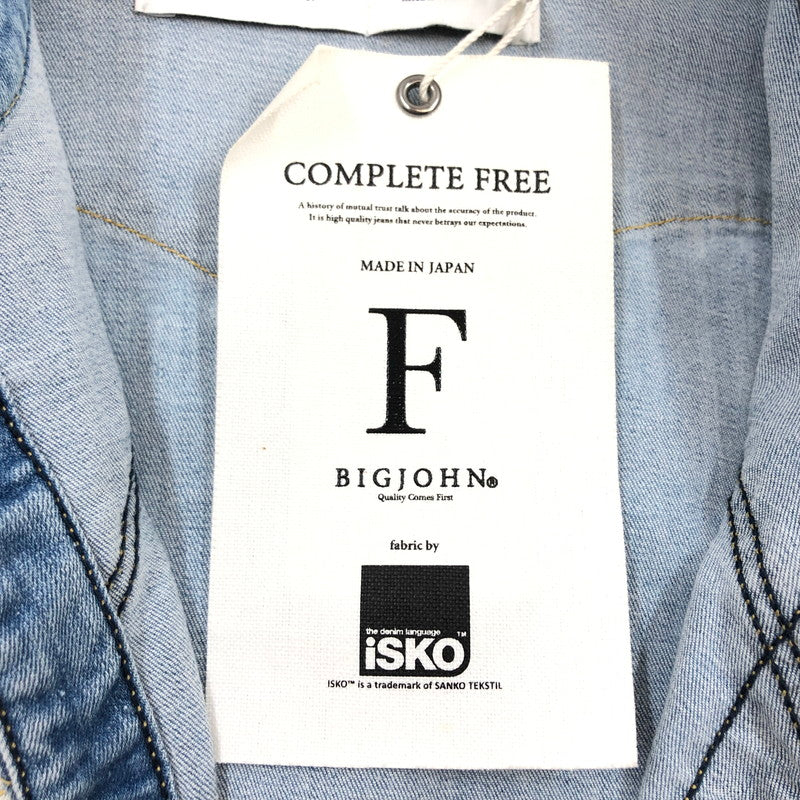 COMPLETE FREE
A history of mutual trust talk about the accuracy of the product.
It is high quality jeans that never betrays our expectations.
MADE IN JAPAN
F
BIGJOHN®
Quality Comes First
fabric by
the denim language
iSKO™
ISKO™ is a trademark of SANKO TEKSTIL